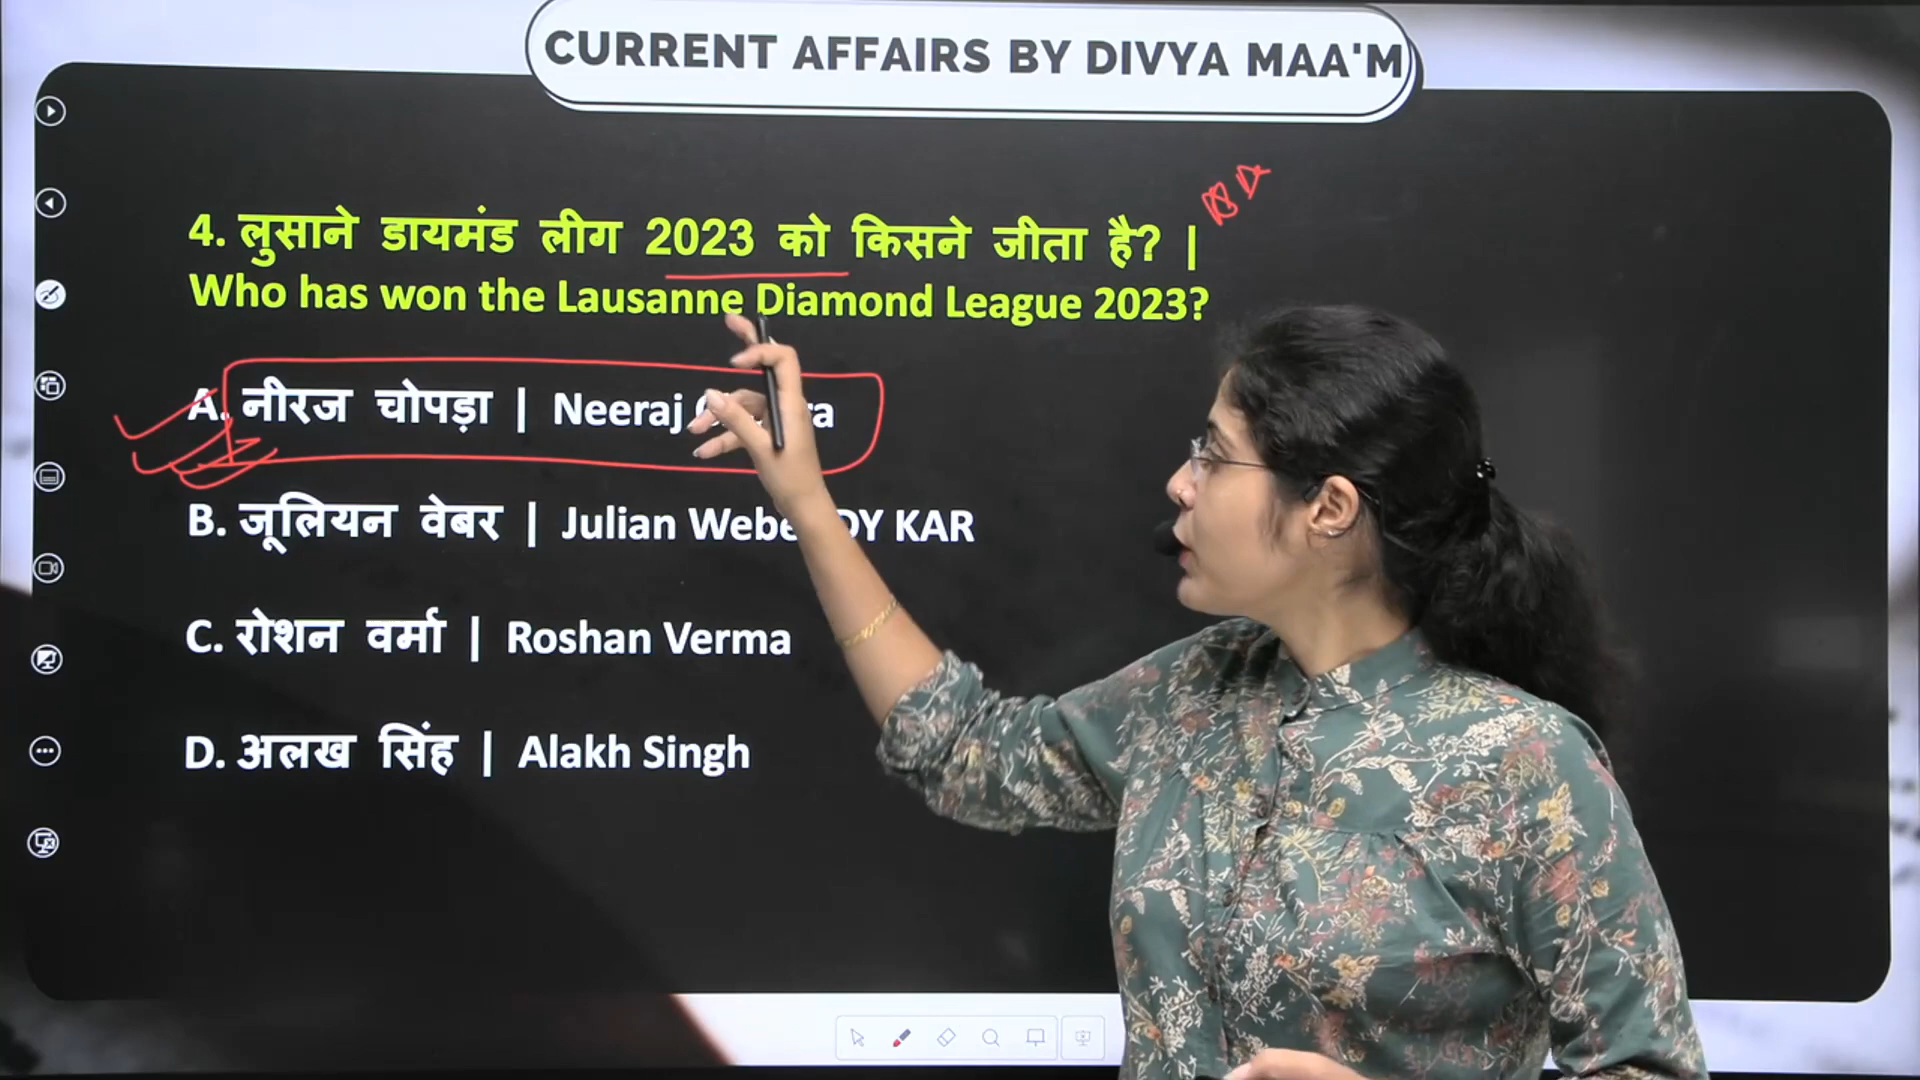 CURRENT AFFAIRS BY DIVYA MAA'M
4. लुसाने डायमंड लीग 2023 को किसने जीता है? |
Who has won the Lausanne Diamond League 2023?
A. नीरज चोपड़ा | Neeraj
B. जूलियन वेबर | Julian KAR
C. रोशन वर्मा | Roshan Verma
D. अलख सिंह | Alakh Singh